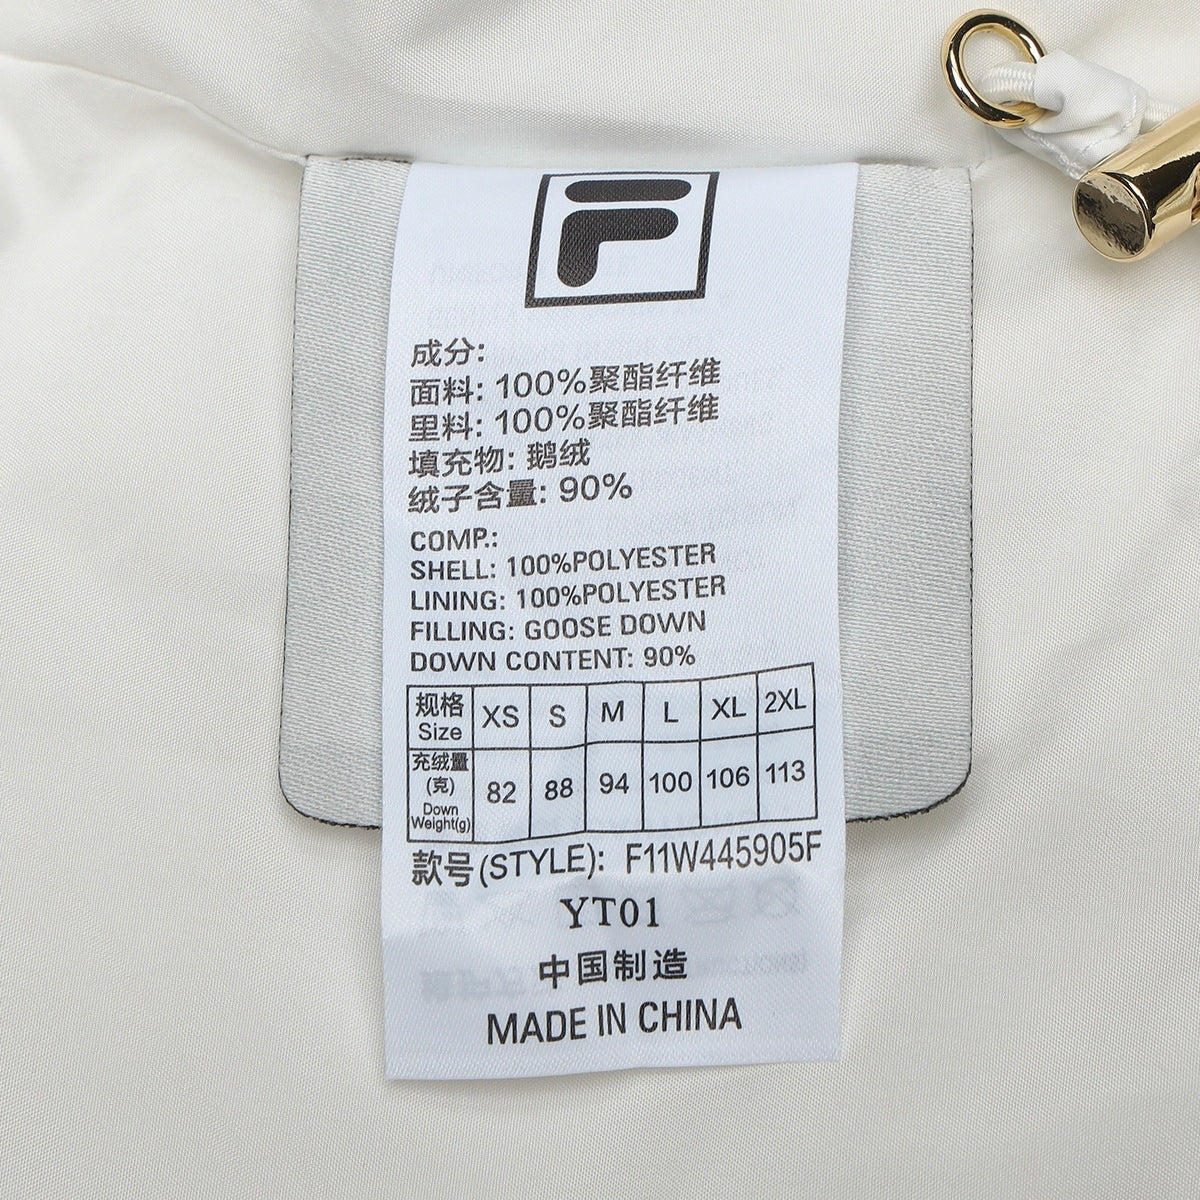 成分:
面料: 100%聚酯纤维
里料: 100%聚酯纤维
填充物: 鹅绒
绒子含量: 90%
COMP.:
SHELL: 100%POLYESTER
LINING: 100%POLYESTER
FILLING: GOOSE DOWN
DOWN CONTENT: 90%
规格 Size XS S M L XL 2XL
充绒量(克) Down Weight(g) 82 88 94 100 106 113
款号(STYLE): F11W445905F
YT01
中国制造
MADE IN CHINA